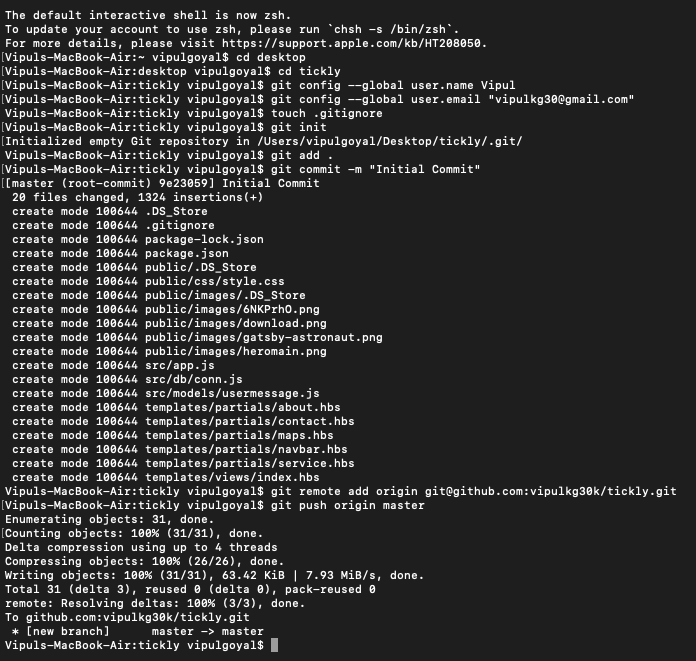 The default interactive shell is now zsh.
To update your account to use zsh, please run `chsh -s /bin/zsh`.
For more details, please visit https://support.apple.com/kb/HT208050.
[Vipuls-MacBook-Air:~ vipulgoyal$ cd desktop
[Vipuls-MacBook-Air:desktop vipulgoyal$ cd tickly
[Vipuls-MacBook-Air:tickly vipulgoyal$ git config --global user.name Vipul
[Vipuls-MacBook-Air:tickly vipulgoyal$ git config --global user.email "vipulkg30@gmail.com"
Vipuls-MacBook-Air:tickly vipulgoyal$ touch .gitignore
[Vipuls-MacBook-Air:tickly vipulgoyal$ git init
[Initialized empty Git repository in /Users/vipulgoyal/Desktop/tickly/.git/
Vipuls-MacBook-Air:tickly vipulgoyal$ git add .
[Vipuls-MacBook-Air:tickly vipulgoyal$ git commit -m "Initial Commit"
[[master (root-commit) 9e23059] Initial Commit
20 files changed, 1324 insertions(+)
create mode 100644 .DS_Store
create mode 100644 .gitignore
create mode 100644 package-lock.json
create mode 100644 package.json
create mode 100644 public/.DS_Store
create mode 100644 public/css/style.css
create mode 100644 public/images/.DS_Store
create mode 100644 public/images/6NKPrhO.png
create mode 100644 public/images/download.png
create mode 100644 public/images/gatsby-astronaut.png
create mode 100644 public/images/heromain.png
create mode 100644 src/app.js
create mode 100644 src/db/conn.js
create mode 100644 src/models/usermessage.js
create mode 100644 templates/partials/about.hbs
create mode 100644 templates/partials/contact.hbs
create mode 100644 templates/partials/maps.hbs
create mode 100644 templates/partials/navbar.hbs
create mode 100644 templates/partials/service.hbs
create mode 100644 templates/views/index.hbs
Vipuls-MacBook-Air:tickly vipulgoyal$ git remote add origin git@github.com:vipulkg30k/tickly.git
[Vipuls-MacBook-Air:tickly vipulgoyal$ git push origin master
Enumerating objects: 31, done.
[Counting objects: 100% (31/31), done.
Delta compression using up to 4 threads
Compressing objects: 100% (26/26), done.
Writing objects: 100% (31/31), 63.42 KiB | 7.93 MiB/s, done.
Total 31 (delta 3), reused 0 (delta 0), pack-reused 0
remote: Resolving deltas: 100% (3/3), done.
To github.com:vipulkg30k/tickly.git
* [new branch]      master -> master
Vipuls-MacBook-Air:tickly vipulgoyal$